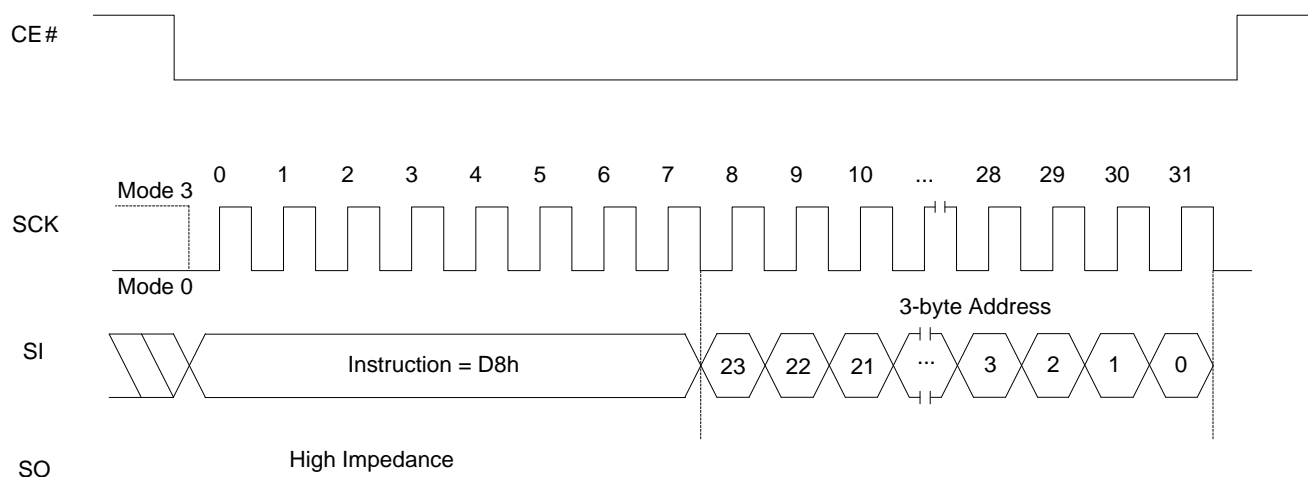 CE#
0 1 2 3 4 5 6 7 8 9 10 ... 28 29 30 31
Mode 3
SCK
Mode 0
3-byte Address
SI
Instruction = D8h
23 22 21 ... 3 2 1 0
High Impedance
SO